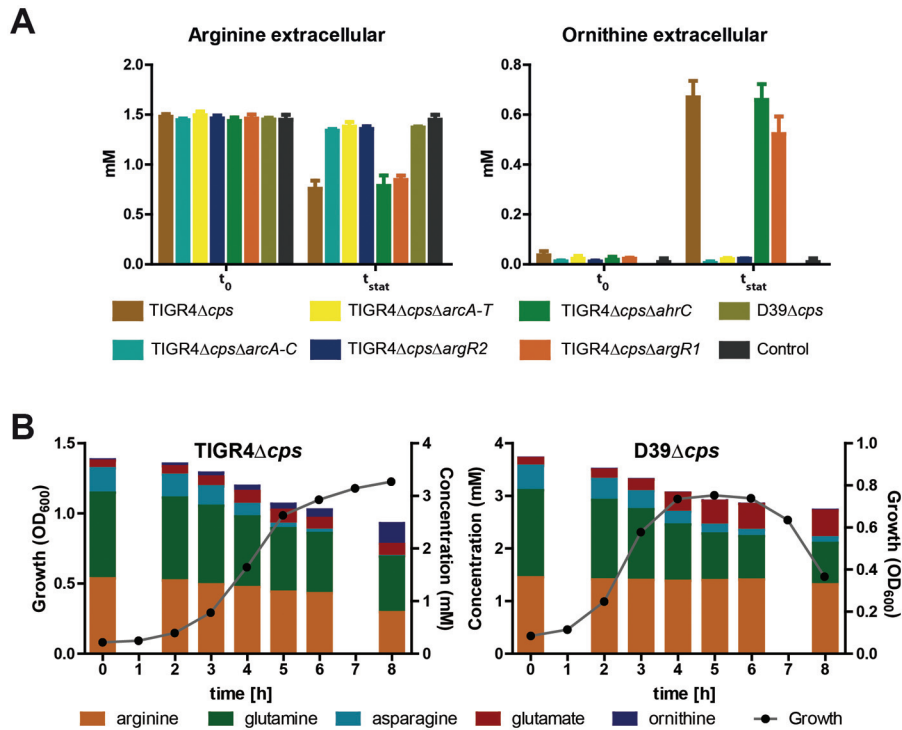 A
Arginine extracellular
Ornithine extracellular
2.0
1.5
1.0
0.5
0.0
mM
t0
tstat
0.8
0.6
0.4
0.2
0.0
mM
t0
tstat
TIGR4Δcps
TIGR4ΔcpsΔarcA-T
TIGR4ΔcpsΔahrC
D39Δcps
TIGR4ΔcpsΔarcA-C
TIGR4ΔcpsΔargR2
TIGR4ΔcpsΔargR1
Control
B
TIGR4Δcps
D39Δcps
1.5
1.0
0.5
0.0
Growth (OD600)
4
3
2
1
0
Concentration (mM)
0 1 2 3 4 5 6 7 8
time [h]
4
3
2
1
0
Concentration (mM)
1.0
0.8
0.6
0.4
0.2
0.0
Growth (OD600)
0 1 2 3 4 5 6 7 8
time [h]
arginine glutamine asparagine glutamate ornithine Growth